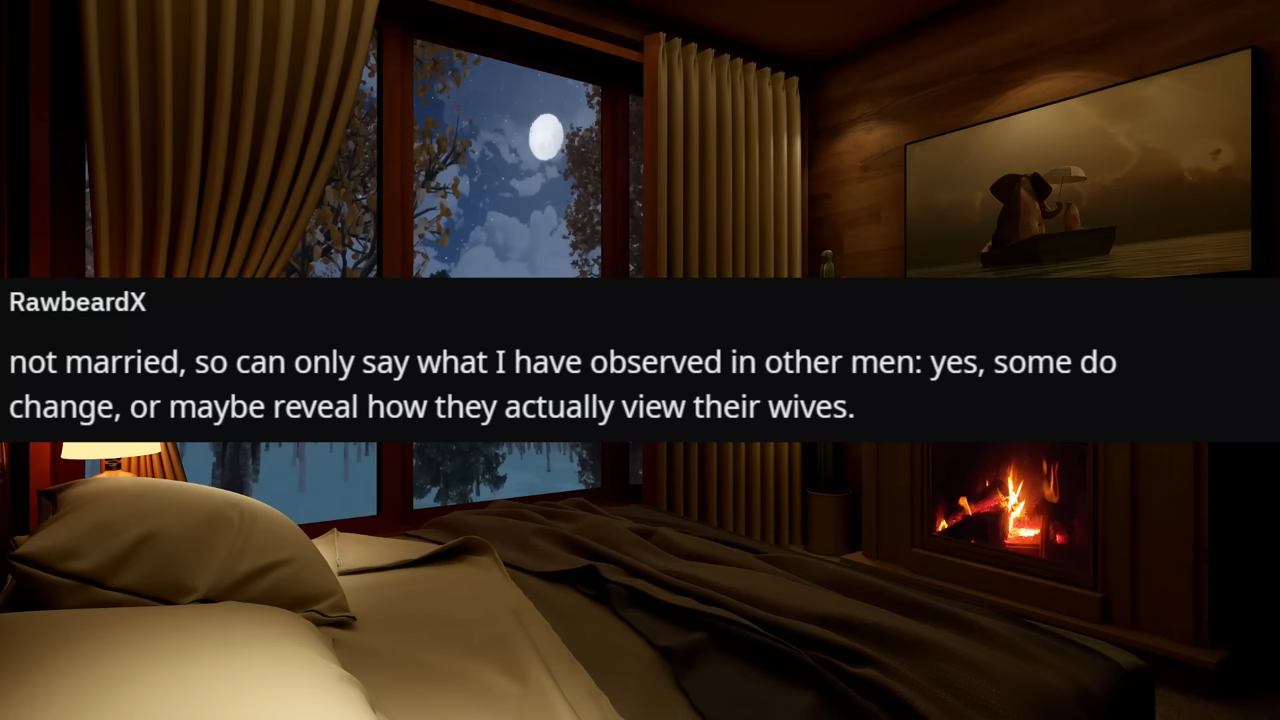 RawbeardX
not married, so can only say what I have observed in other men: yes, some do
change, or maybe reveal how they actually view their wives.